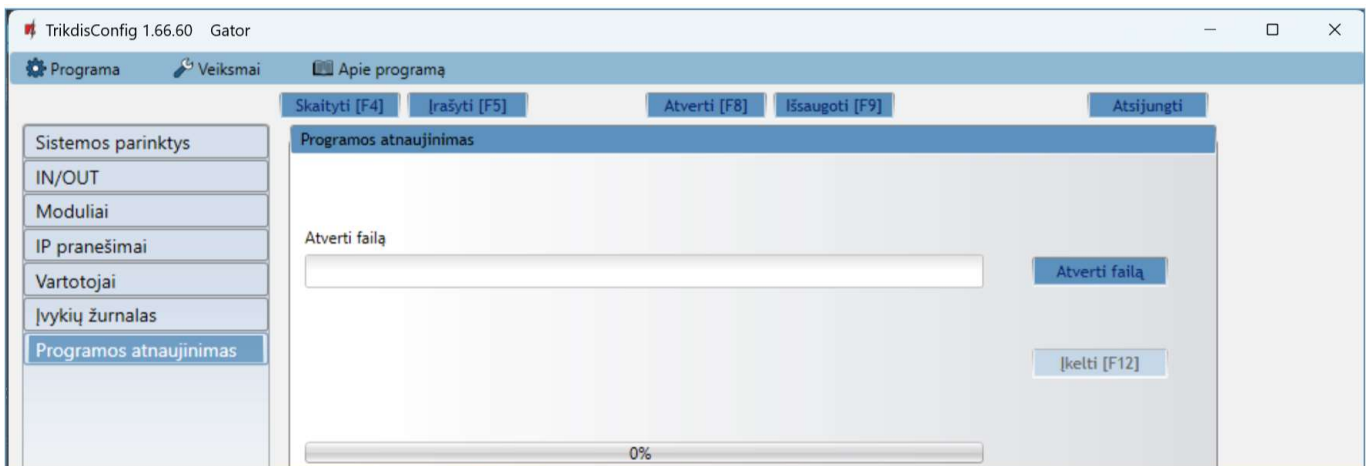 TrikdisConfig 1.66.60 Gator
Programa Veiksmai Apie programą
Skaityti [F4] Įrašyti [F5] Atverti [F8] Išsaugoti [F9] Atsijungti
Sistemos parinktys
IN/OUT
Moduliai
IP pranešimai
Vartotojai
Įvykių žurnalas
Programos atnaujinimas
Programos atnaujinimas
Atverti failą
Atverti failą
Įkelti [F12]
0%